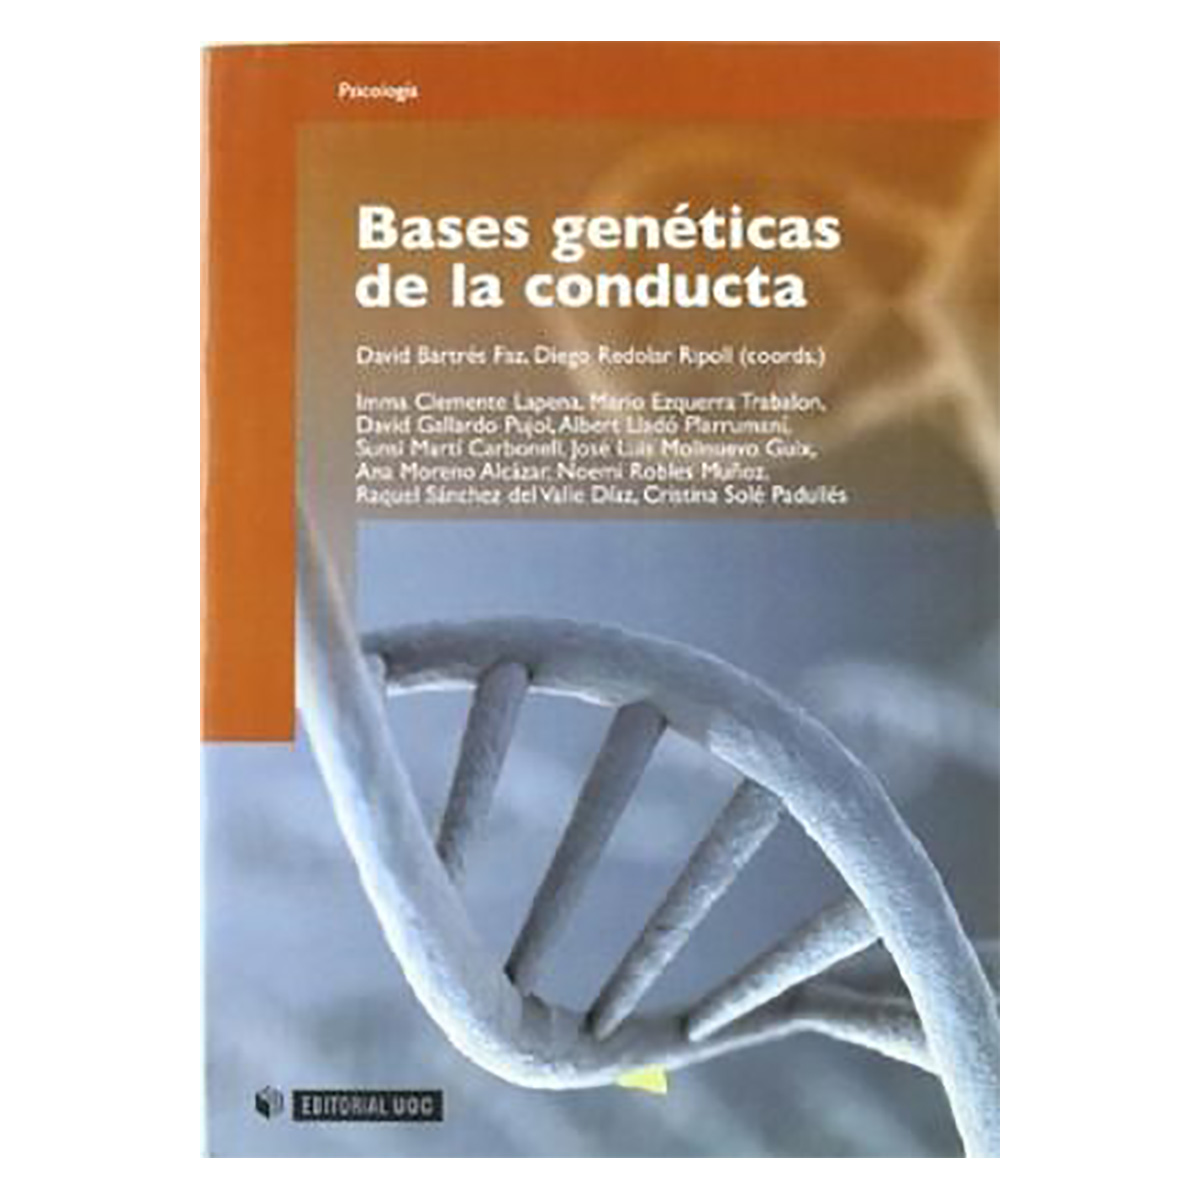 Psicología
Bases genéticas
de la conducta
David Bartrés Faz, Diego Redolar Ripoll (coords.)
Imma Clemente Lapena, Mario Ezquerra Trabalon,
David Gallardo Pujol, Albert Lladó Plarrumaní,
Sunsi Martí Carbonell, José Luis Molinuevo Guix,
Ana Moreno Alcázar, Noemí Robles Muñoz,
Raquel Sánchez del Valle Díaz, Cristina Solé Padullés
EDITORIAL UOC